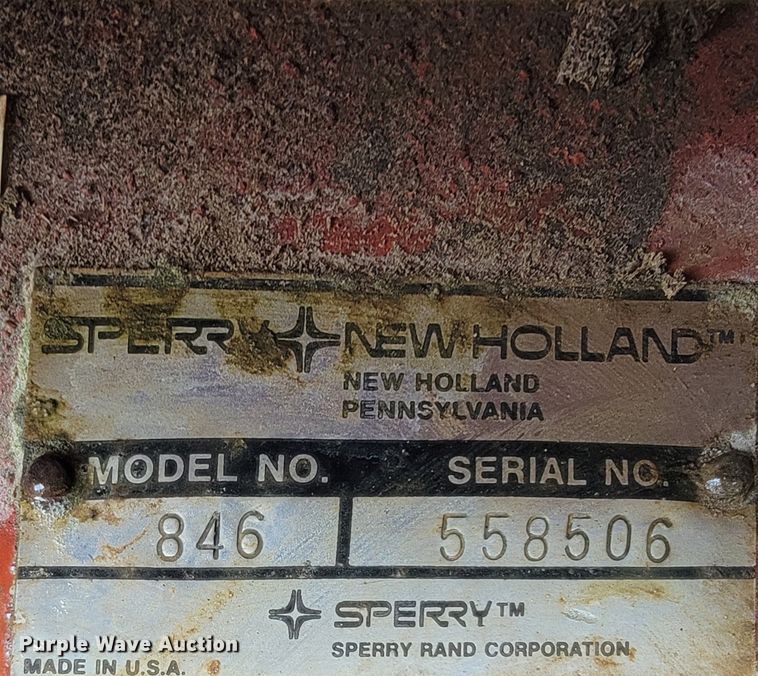 SPERRY NEW HOLLAND™
NEW HOLLAND
PENNSYLVANIA
MODEL NO. SERIAL NO.
846 558506
SPERRY™
SPERRY RAND CORPORATION
Purple Wave Auction
MADE IN U.S.A.